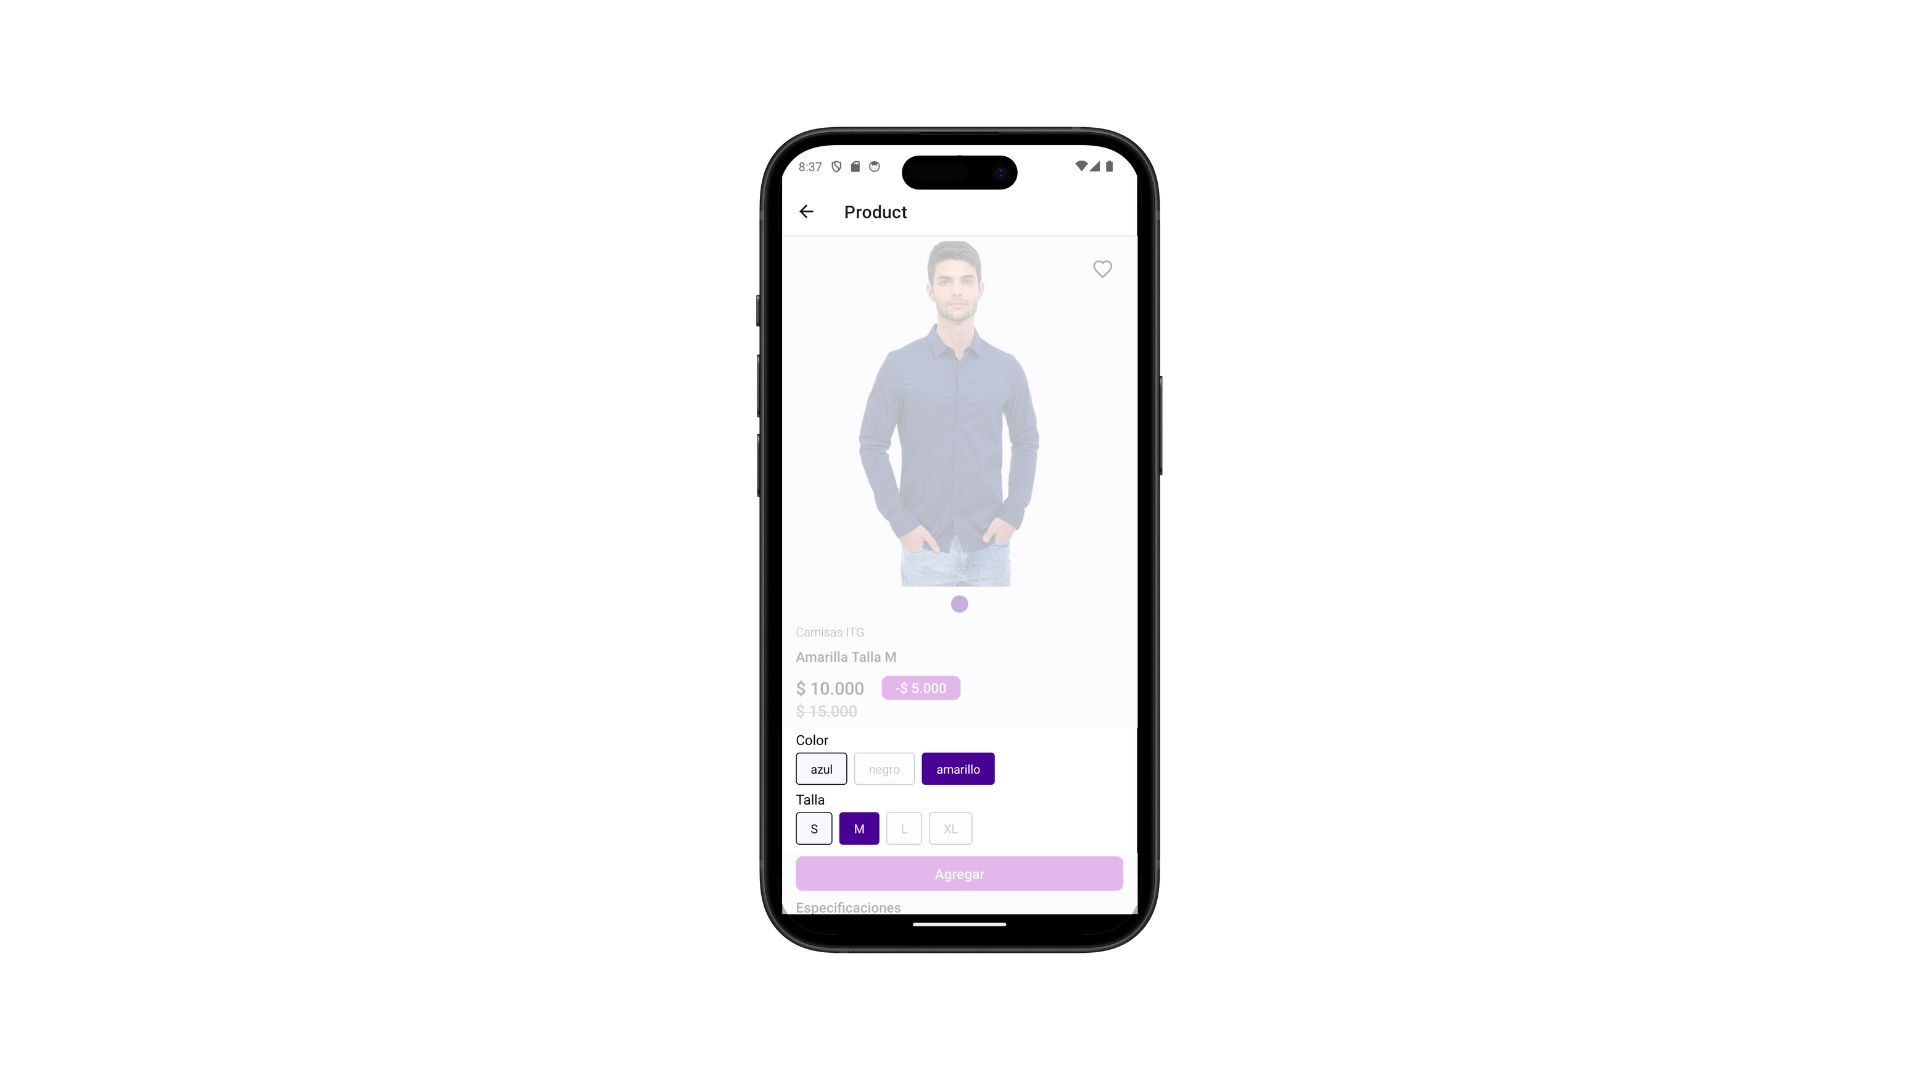 8:37
Product
Camisas ITG
Amarilla Talla M
$ 10.000 -$ 5.000
$ 15.000
Color
azul negro amarillo
Talla
S M L XL
Agregar
Especificaciones